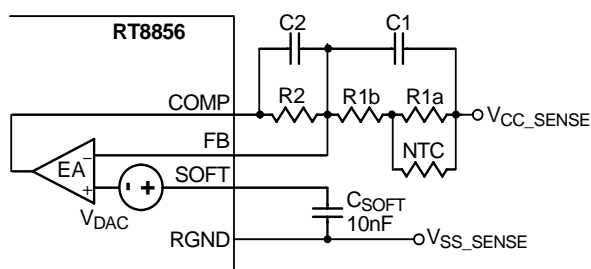 RT8856
C2
C1
COMP
R2
R1b
R1a
VCC_SENSE
FB
NTC
EA
SOFT
VDAC
CSOFT
10nF
RGND
VSS_SENSE